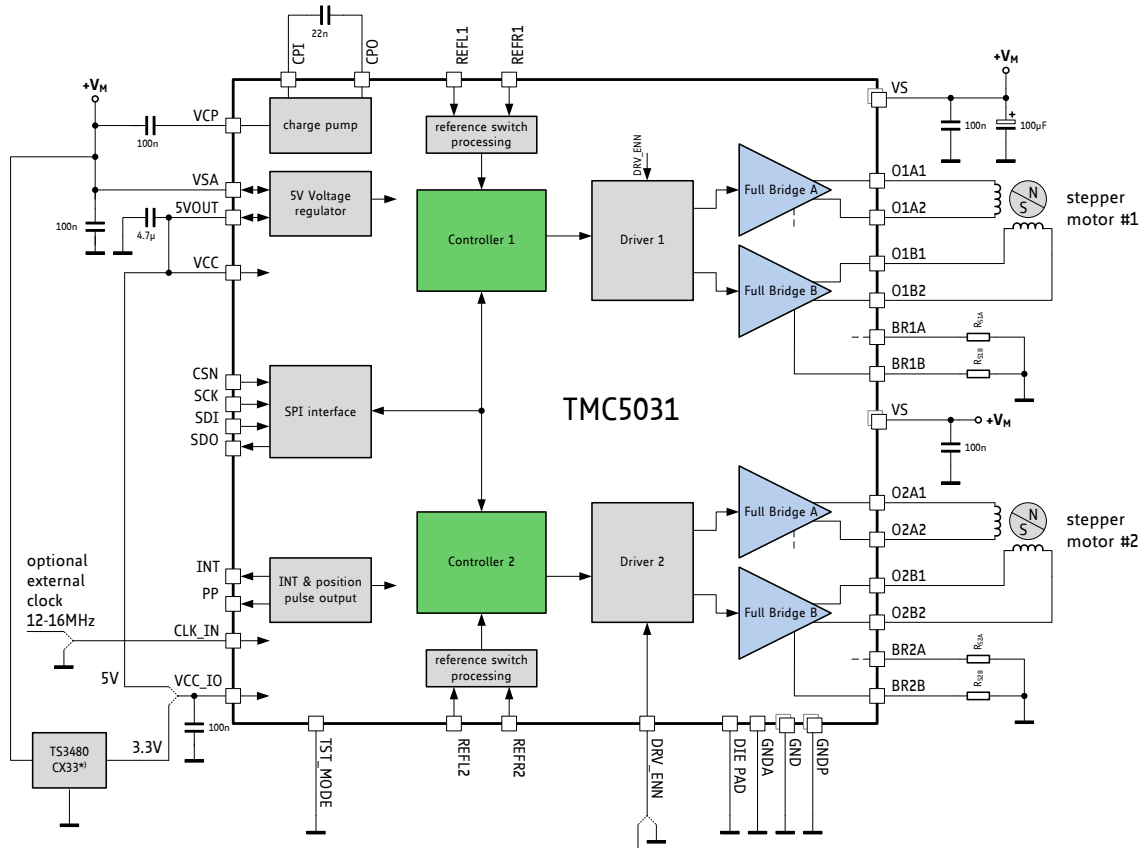 22n
CPI
CPO
REFL1
REFR1
+VM
VCP
100n
charge pump
reference switch
processing
VS
+VM
100n
+
100µF
VSA
5VOUT
5V Voltage
regulator
100n
4.7µ
VCC
Controller 1
DRV_ENN
Driver 1
Full Bridge A
Full Bridge B
O1A1
O1A2
O1B1
O1B2
BR1A
BR1B
RS1A
RS1B
N
S
stepper
motor #1
CSN
SCK
SDI
SDO
SPI interface
TMC5031
VS
+VM
100n
Controller 2
Driver 2
Full Bridge A
Full Bridge B
O2A1
O2A2
O2B1
O2B2
BR2A
BR2B
RS2A
RS2B
N
S
stepper
motor #2
optional
external
clock
12-16MHz
INT
PP
INT & position
pulse output
CLK_IN
reference switch
processing
5V
VCC_IO
100n
TS3480
CX33*)
3.3V
TST_MODE
REFL2
REFR2
DRV_ENN
DIE PAD
GNDA
GND
GNDP